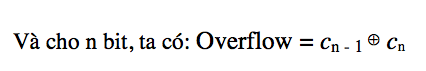 Và cho n bit, ta có: Overflow = cₙ ₋ ₁ ⊕ cₙ